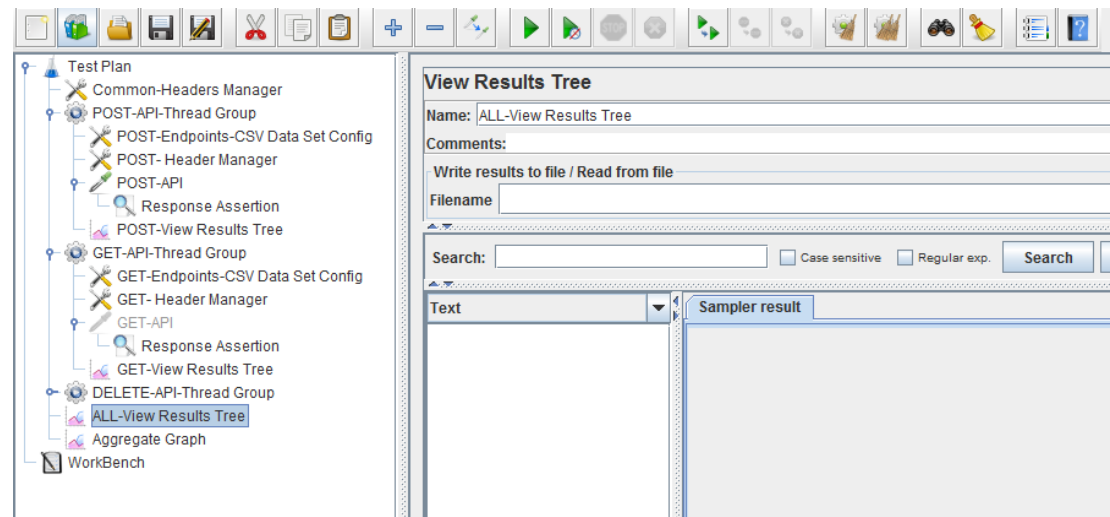 STOP
Test Plan
Common-Headers Manager
POST-API-Thread Group
POST-Endpoints-CSV Data Set Config
POST- Header Manager
POST-API
Response Assertion
POST-View Results Tree
GET-API-Thread Group
GET-Endpoints-CSV Data Set Config
GET- Header Manager
GET-API
Response Assertion
GET-View Results Tree
DELETE-API-Thread Group
ALL-View Results Tree
Aggregate Graph
WorkBench
View Results Tree
Name: ALL-View Results Tree
Comments:
Write results to file / Read from file
Filename
Search: Case sensitive Regular exp. Search
Text Sampler result